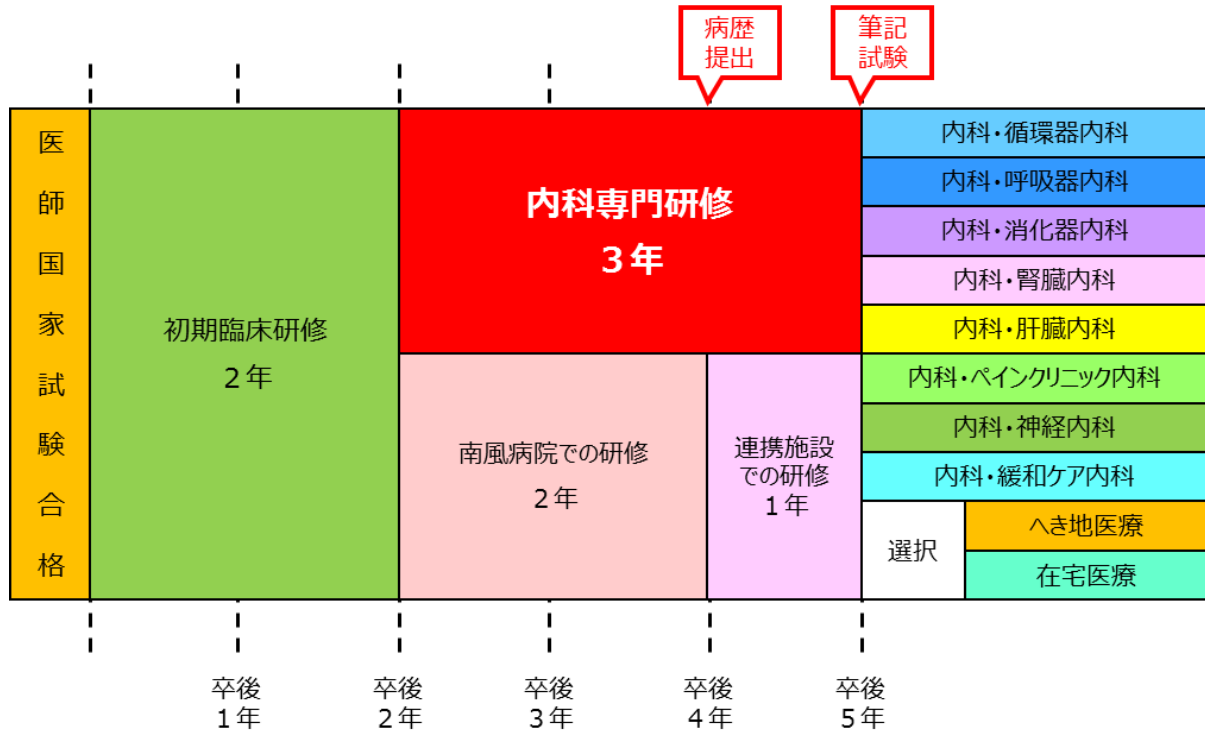 病歴
提出
筆記
試験
医
師
国
家
試
験
合
格
初期臨床研修
２年
内科専門研修
３年
南風病院での研修
２年
連携施設
での研修
１年
内科・循環器内科
内科・呼吸器内科
内科・消化器内科
内科・腎臓内科
内科・肝臓内科
内科・ペインクリニック内科
内科・神経内科
内科・緩和ケア内科
選択
へき地医療
在宅医療
卒後
１年
卒後
２年
卒後
３年
卒後
４年
卒後
５年